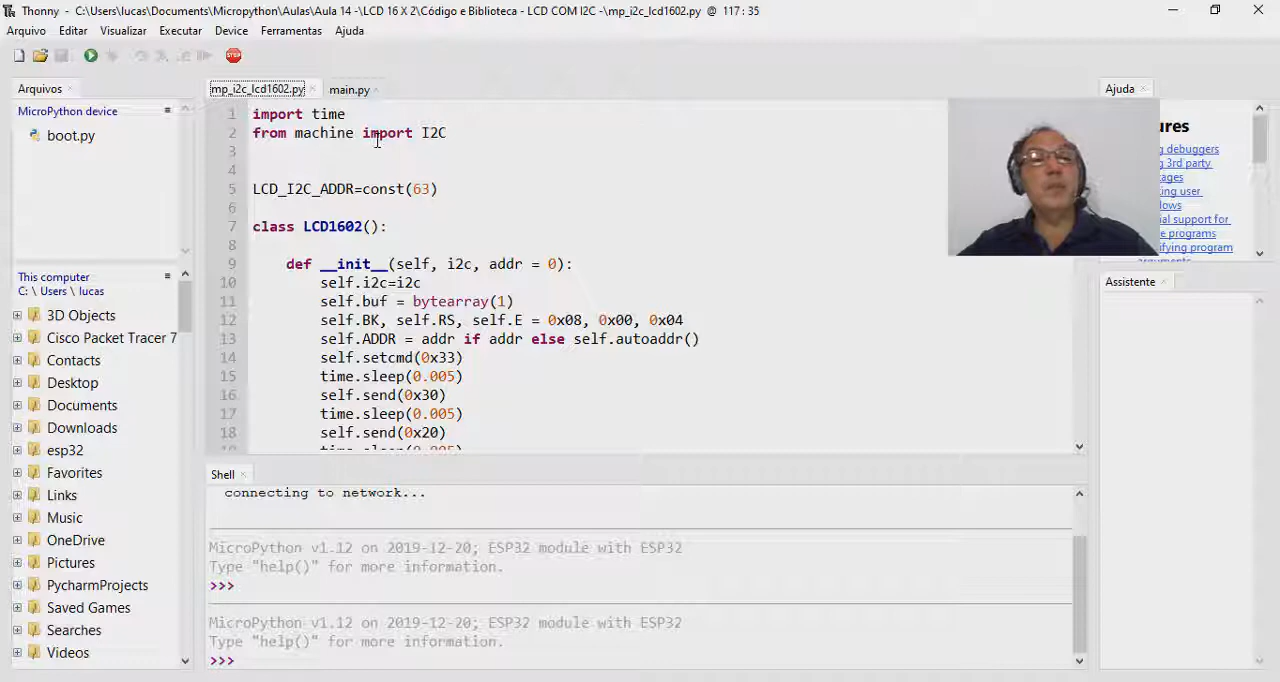 Thonny - C:\Users\lucas\Documents\Micropython\Aulas\Aula 14 -\LCD 16 X 2\Código e Biblioteca - LCD COM I2C -\mp_i2c_lcd1602.py @ 117 : 35
Arquivo Editar Visualizar Executar Device Ferramentas Ajuda
Arquivos
MicroPython device
boot.py
This computer
C: \ Users \ lucas
3D Objects
Cisco Packet Tracer 7
Contacts
Desktop
Documents
Downloads
esp32
Favorites
Links
Music
OneDrive
Pictures
PycharmProjects
Saved Games
Searches
Videos
mp_i2c_lcd1602.py main.py
1 import time
2 from machine import I2C
3
4
5 LCD_I2C_ADDR=const(63)
6
7 class LCD1602():
8
9 def __init__(self, i2c, addr = 0):
10 self.i2c=i2c
11 self.buf = bytearray(1)
12 self.BK, self.RS, self.E = 0x08, 0x00, 0x04
13 self.ADDR = addr if addr else self.autoaddr()
14 self.setcmd(0x33)
15 time.sleep(0.005)
16 self.send(0x30)
17 time.sleep(0.005)
18 self.send(0x20)
Shell
connecting to network...
MicroPython v1.12 on 2019-12-20; ESP32 module with ESP32
Type "help()" for more information.
>>>
MicroPython v1.12 on 2019-12-20; ESP32 module with ESP32
Type "help()" for more information.
>>>
Ajuda
debuggers
3rd party
user
support for
programs
program
Assistente